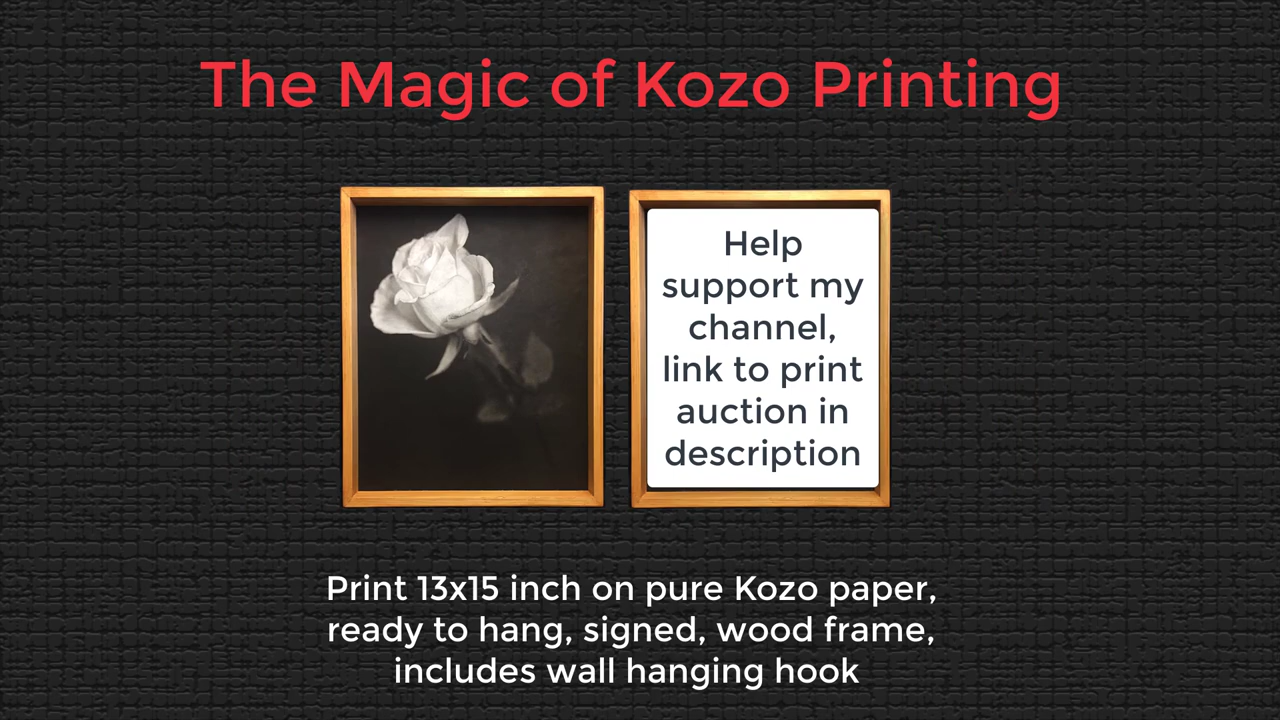 The Magic of Kozo Printing
Help
support my
channel,
link to print
auction in
description
Print 13x15 inch on pure Kozo paper,
ready to hang, signed, wood frame,
includes wall hanging hook